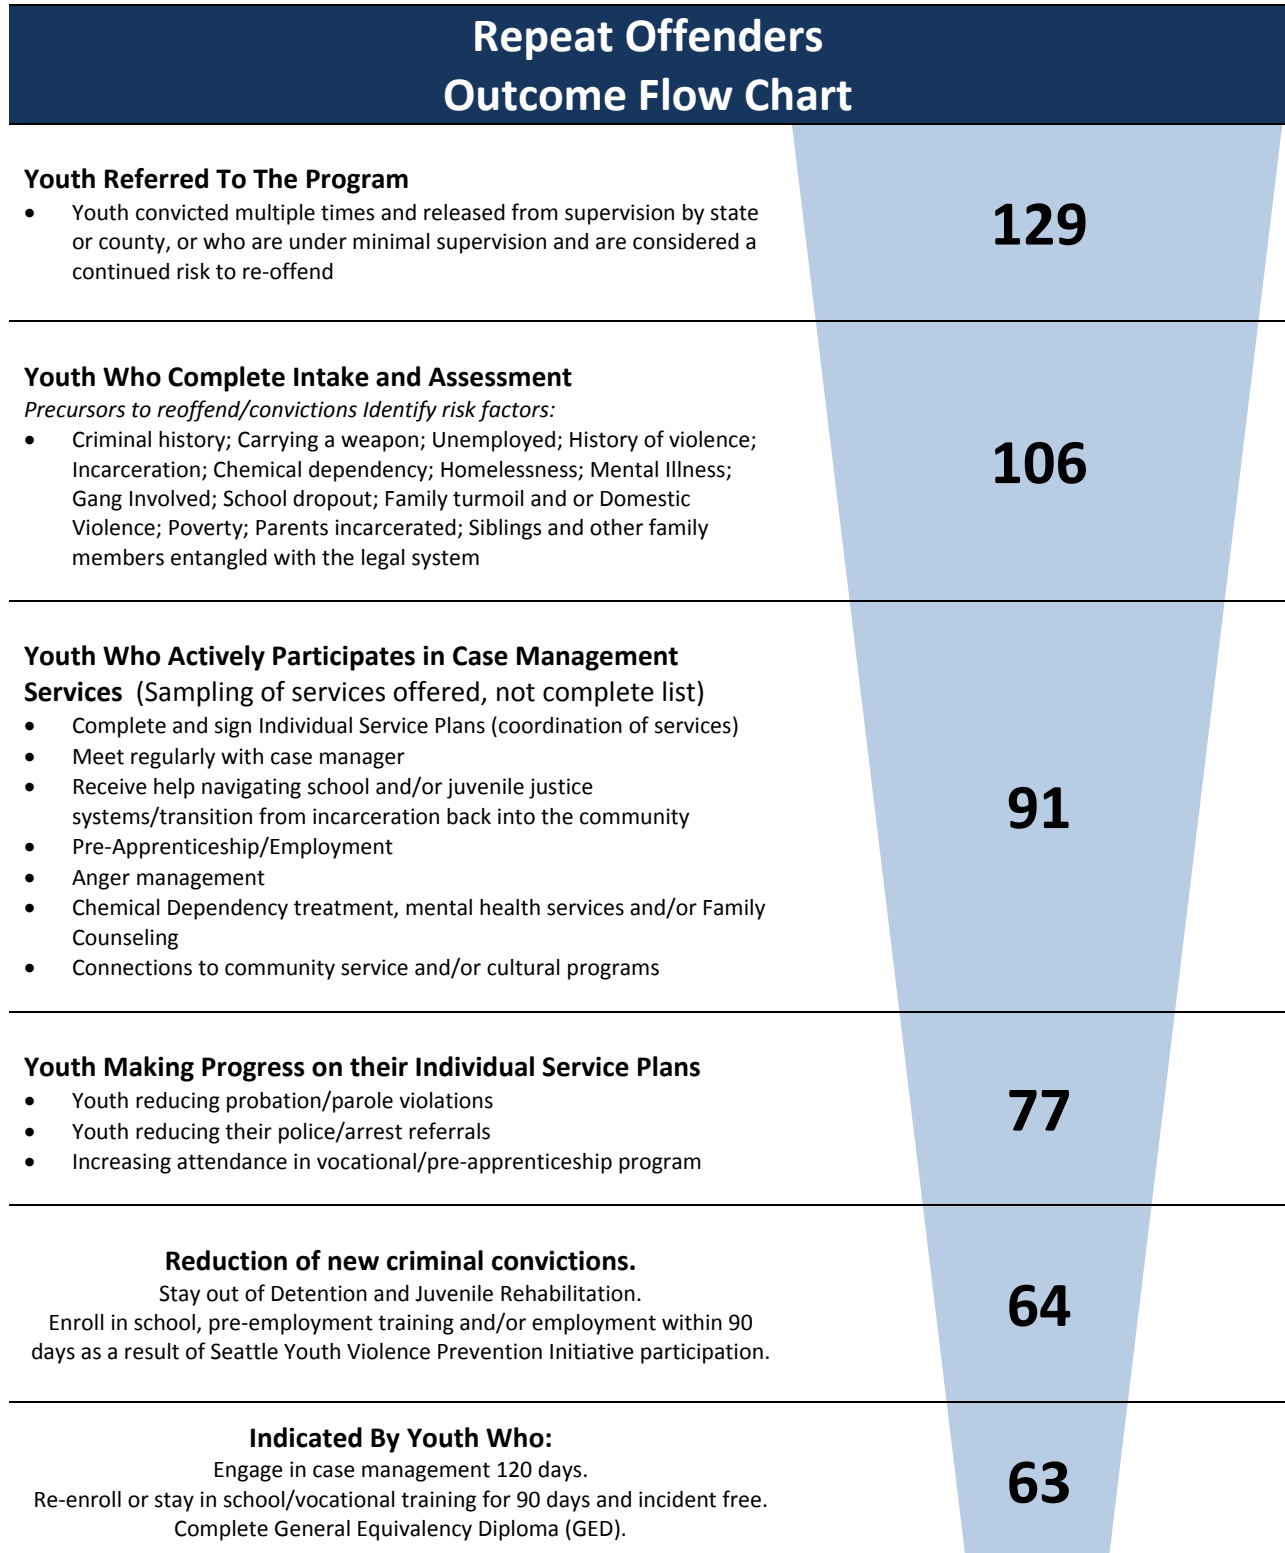 Repeat Offenders
Outcome Flow Chart
Youth Referred To The Program
• Youth convicted multiple times and released from supervision by state
or county, or who are under minimal supervision and are considered a
continued risk to re-offend
129
Youth Who Complete Intake and Assessment
Precursors to reoffend/convictions Identify risk factors:
• Criminal history; Carrying a weapon; Unemployed; History of violence;
Incarceration; Chemical dependency; Homelessness; Mental Illness;
Gang Involved; School dropout; Family turmoil and or Domestic
Violence; Poverty; Parents incarcerated; Siblings and other family
members entangled with the legal system
106
Youth Who Actively Participates in Case Management
Services (Sampling of services offered, not complete list)
• Complete and sign Individual Service Plans (coordination of services)
• Meet regularly with case manager
• Receive help navigating school and/or juvenile justice
systems/transition from incarceration back into the community
• Pre-Apprenticeship/Employment
• Anger management
• Chemical Dependency treatment, mental health services and/or Family
Counseling
• Connections to community service and/or cultural programs
91
Youth Making Progress on their Individual Service Plans
• Youth reducing probation/parole violations
• Youth reducing their police/arrest referrals
• Increasing attendance in vocational/pre-apprenticeship program
77
Reduction of new criminal convictions.
Stay out of Detention and Juvenile Rehabilitation.
Enroll in school, pre-employment training and/or employment within 90
days as a result of Seattle Youth Violence Prevention Initiative participation.
64
Indicated By Youth Who:
Engage in case management 120 days.
Re-enroll or stay in school/vocational training for 90 days and incident free.
Complete General Equivalency Diploma (GED).
63